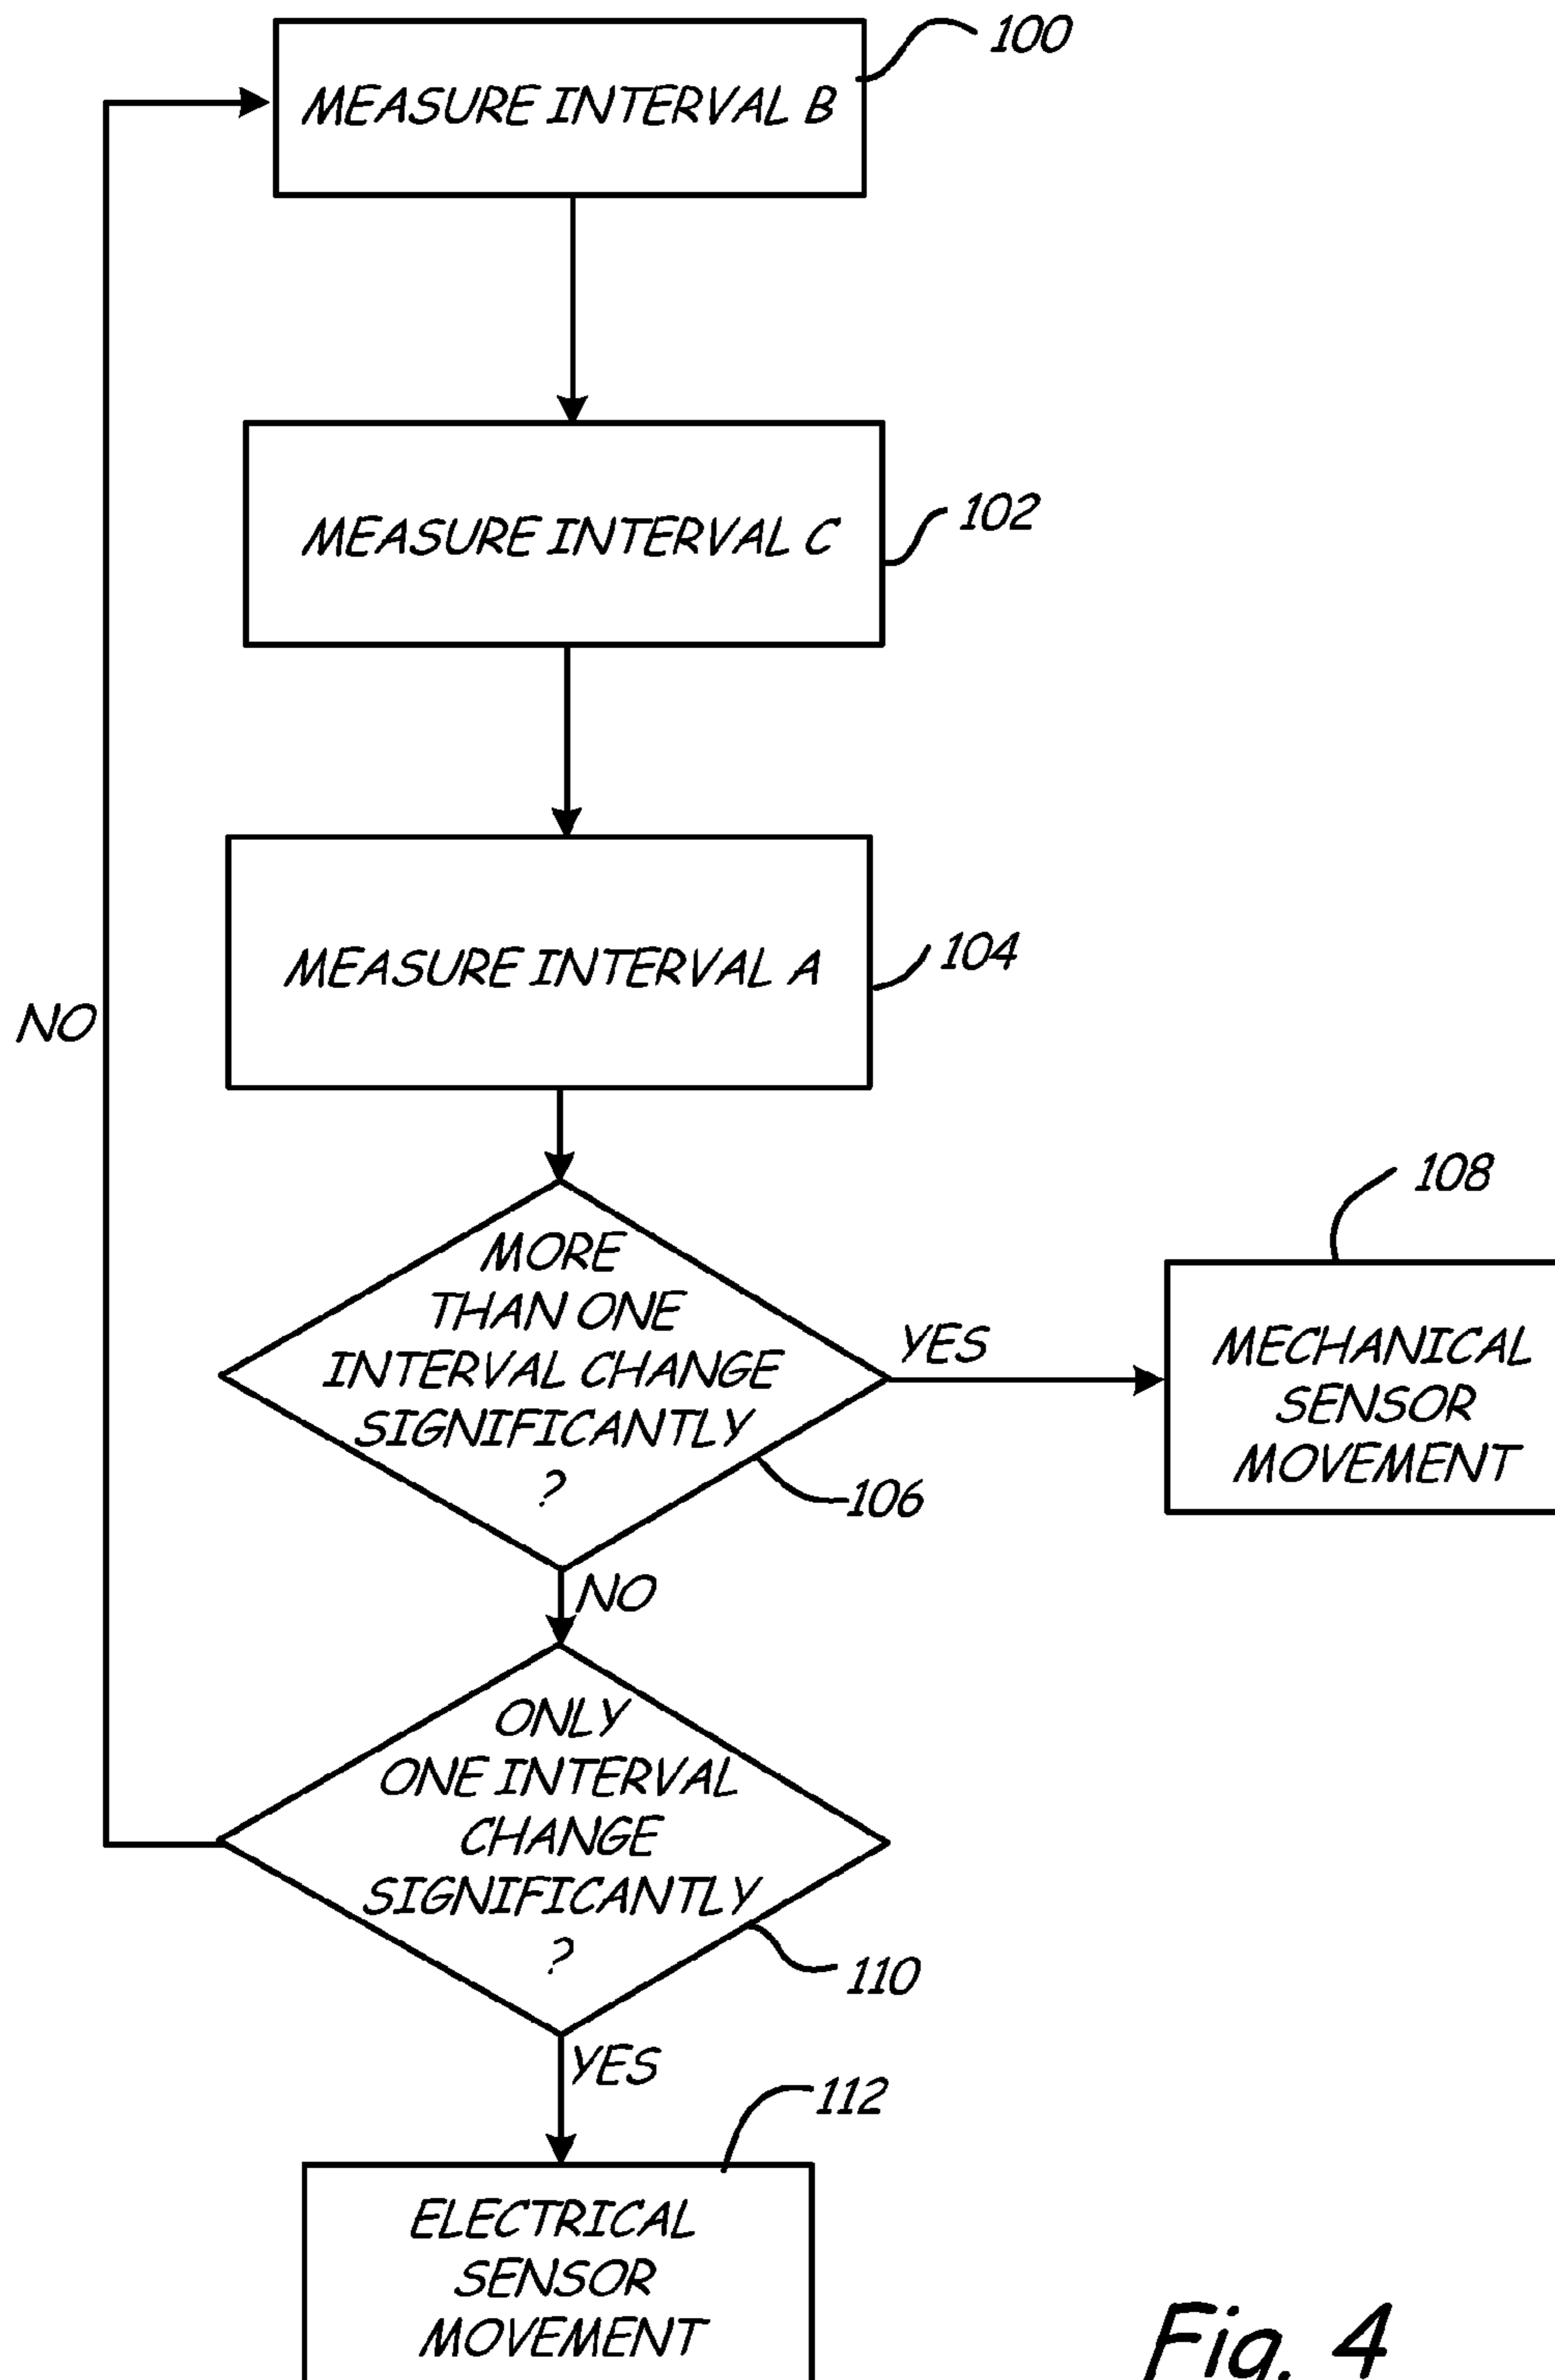 100
MEASURE INTERVAL B
MEASURE INTERVAL C
102
MEASURE INTERVAL A
104
NO
MORE
THAN ONE
INTERVAL CHANGE
SIGNIFICANTLY
?
106
YES
108
MECHANICAL
SENSOR
MOVEMENT
NO
ONLY
ONE INTERVAL
CHANGE
SIGNIFICANTLY
?
110
YES
112
ELECTRICAL
SENSOR
MOVEMENT
Fig. 4